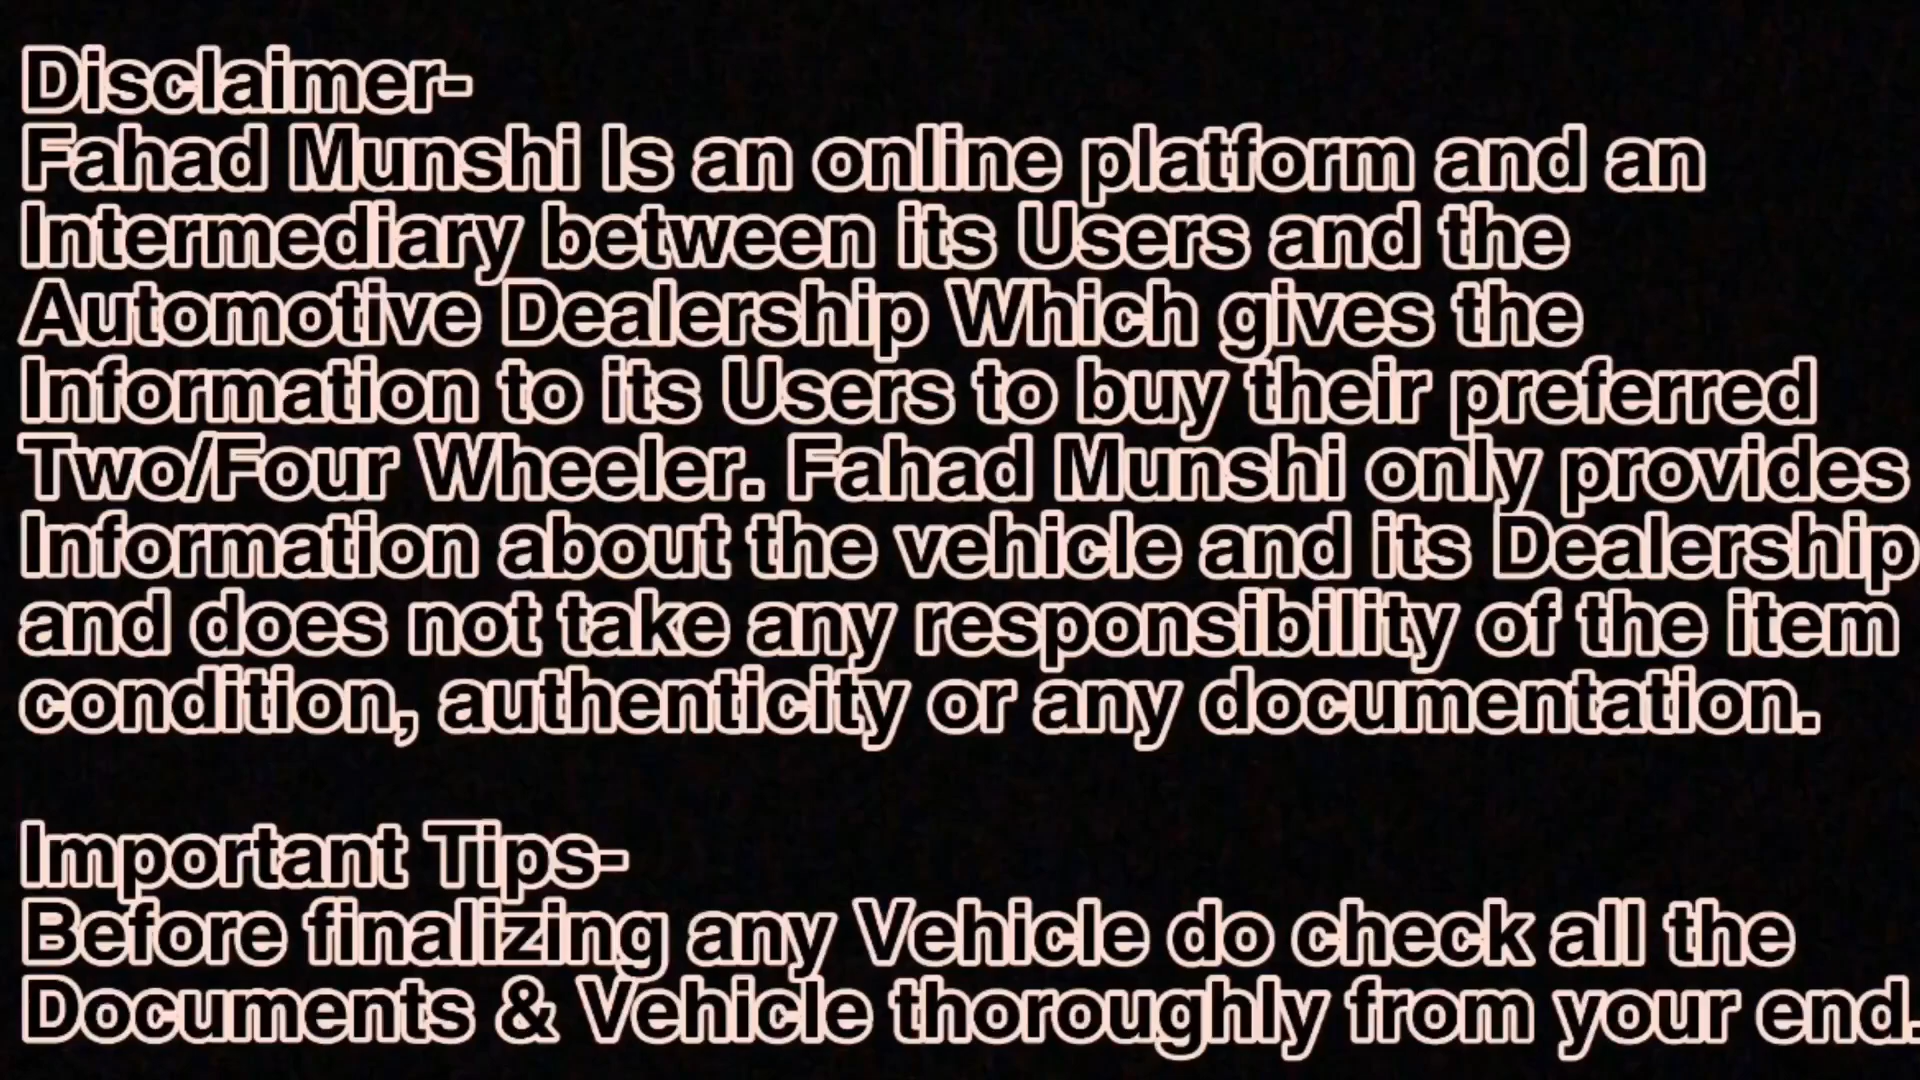 Disclaimer-
Fahad Munshi Is an online platform and an
Intermediary between its Users and the
Automotive Dealership Which gives the
Information to its Users to buy their preferred
Two/Four Wheeler. Fahad Munshi only provides
Information about the vehicle and its Dealership
and does not take any responsibility of the item
condition, authenticity or any documentation.
Important Tips-
Before finalizing any Vehicle do check all the
Documents & Vehicle thoroughly from your end.